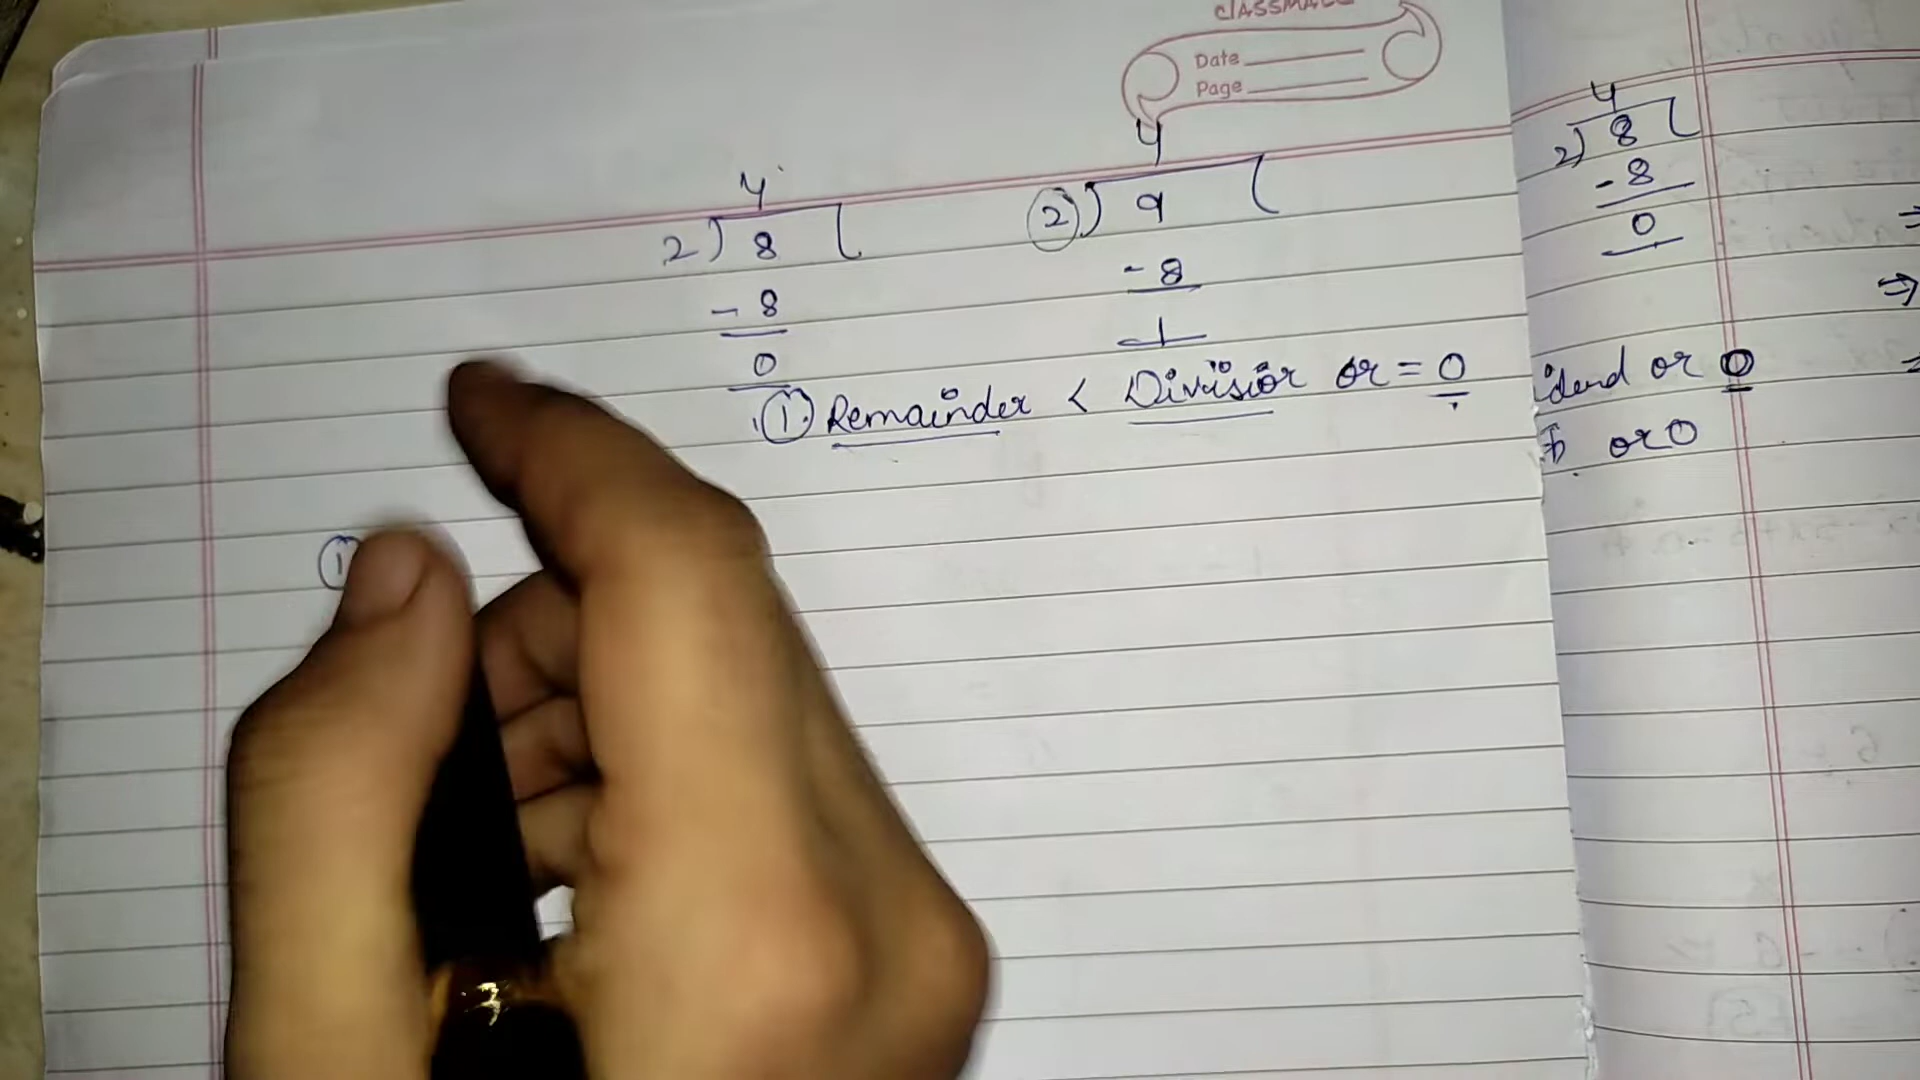 CLASSMATE
Date
Page
4
2) 8 (
- 8
0
4
2) 9 (
- 8
1
① Remainder < Divisior or = 0
①
4
2) 8 (
- 8
0
⇒
⇒
idend or 0
or 0